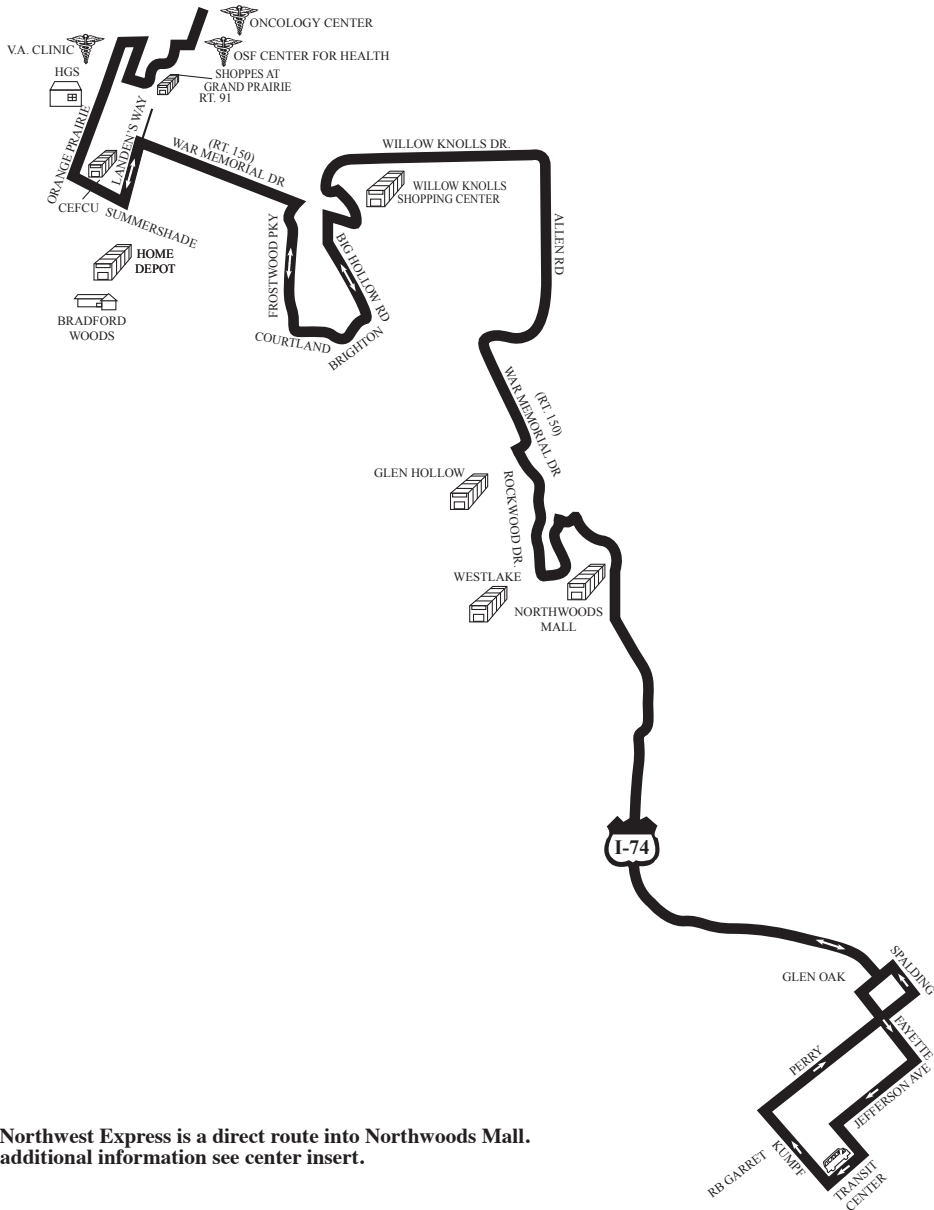 ONCOLOGY CENTER
V.A. CLINIC
OSF CENTER FOR HEALTH
HGS
SHOPPES AT
GRAND PRAIRIE
RT. 91
ORANGE PRAIRIE
LANDEN'S WAY
CEFCU
SUMMERSHADE
(RT. 150)
WAR MEMORIAL DR
WILLOW KNOLLS DR.
WILLOW KNOLLS
SHOPPING CENTER
HOME
DEPOT
BRADFORD
WOODS
FROSTWOOD PKY
BIG HOLLOW RD
COURTLAND
BRIGHTON
ALLEN RD
(RT. 150)
WAR MEMORIAL DR
GLEN HOLLOW
ROCKWOOD DR.
WESTLAKE
NORTHWOODS
MALL
I-74
GLEN OAK
SPALDING
FAYETTE
PERRY
JEFFERSON AVE
RB GARRET
KUMPF
TRANSIT
CENTER
Northwest Express is a direct route into Northwoods Mall.
additional information see center insert.